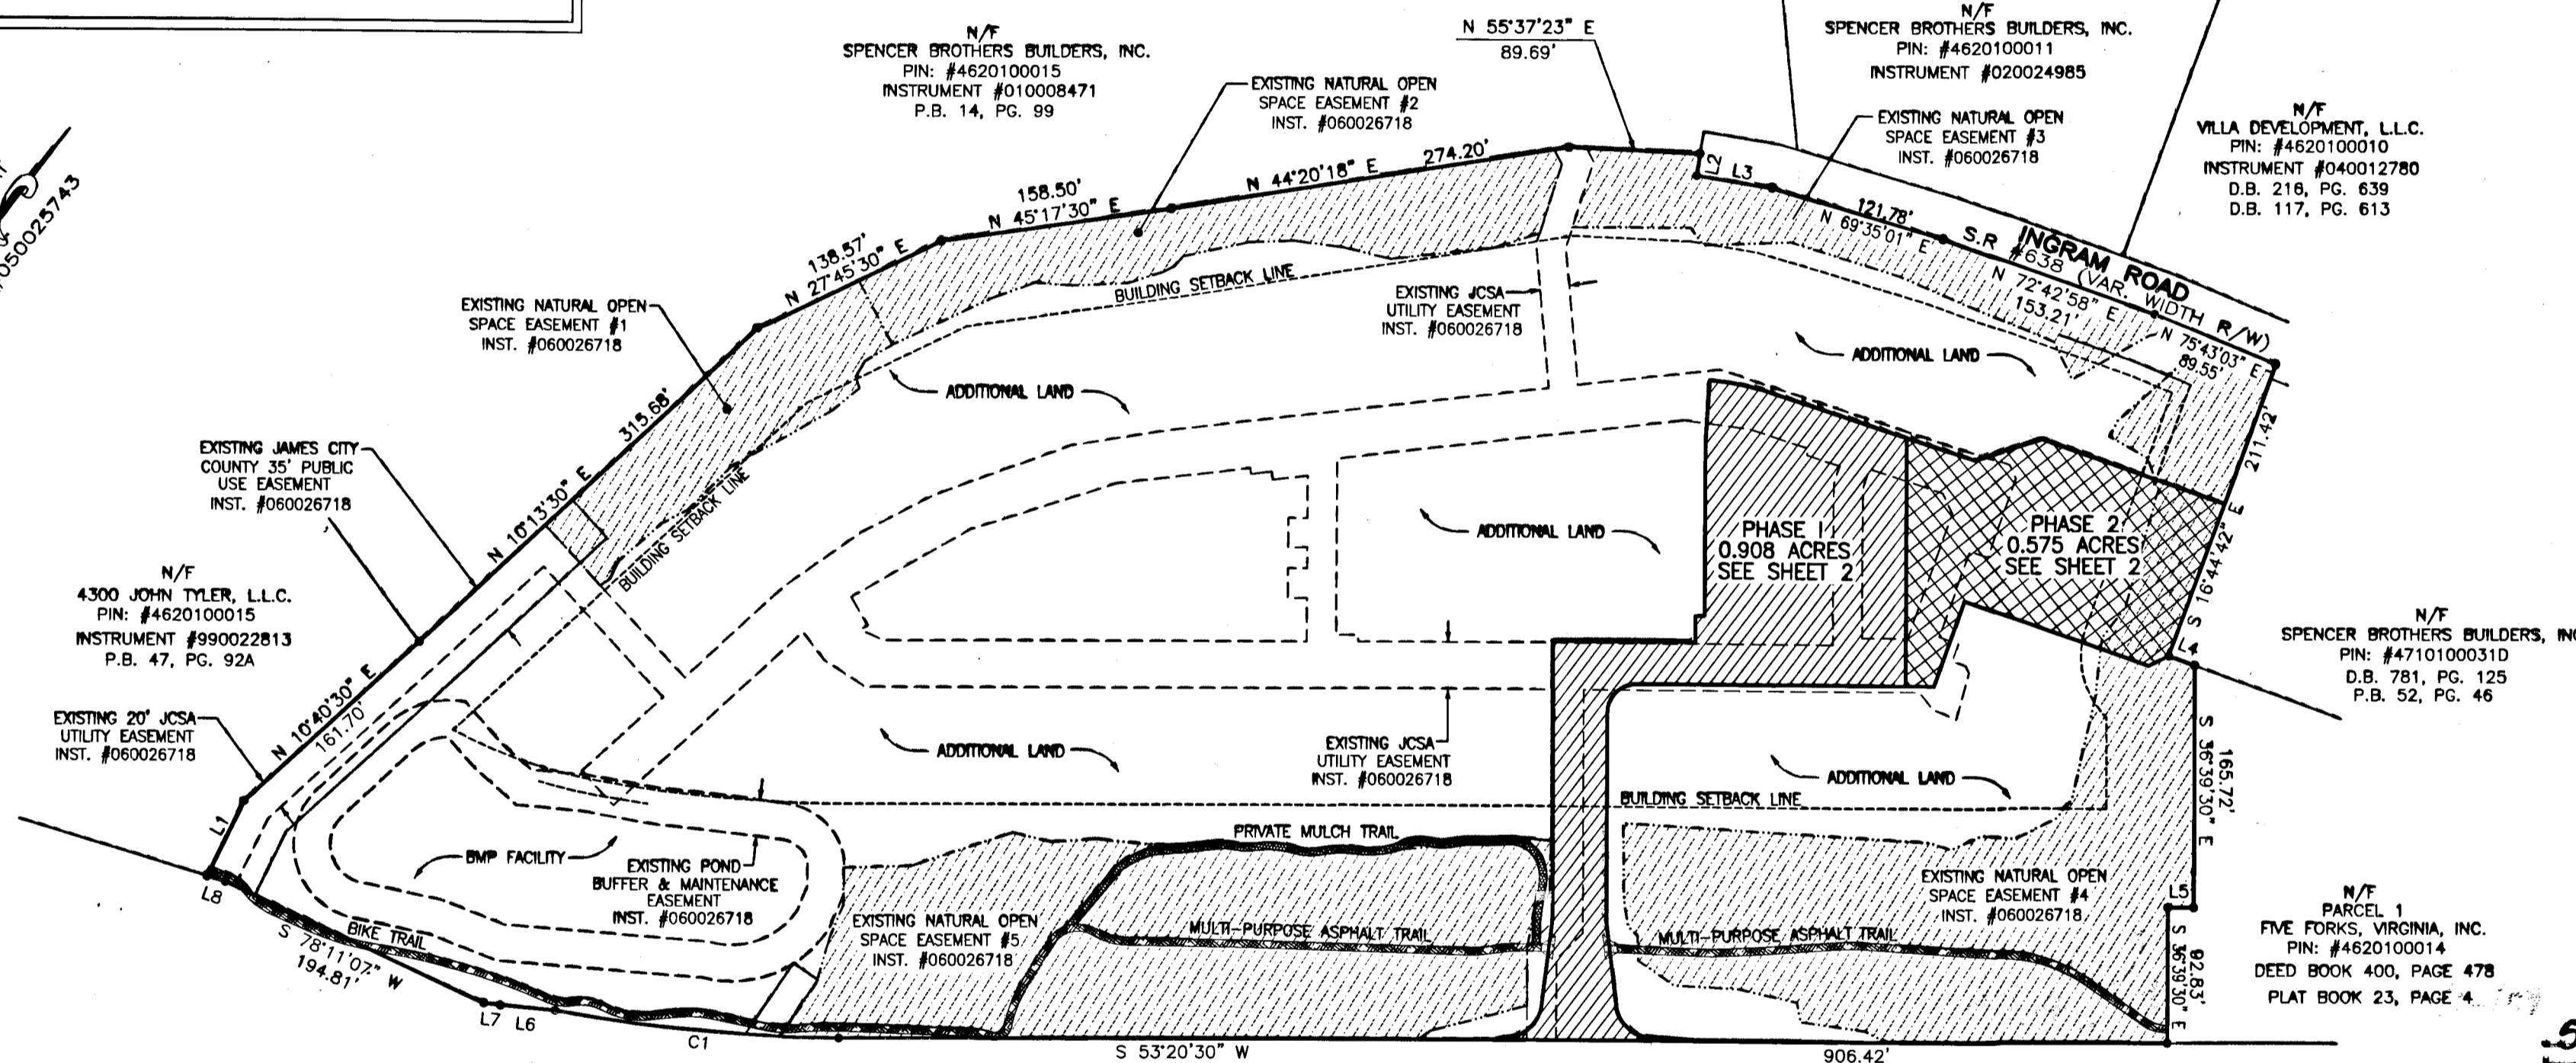 N/F
SPENCER BROTHERS BUILDERS, INC.
PIN: #4620100015
INSTRUMENT #010008471
P.B. 14, PG. 99
N 55°37'23" E
89.69'
N/F
SPENCER BROTHERS BUILDERS, INC.
PIN: #4620100011
INSTRUMENT #020024985
EXISTING NATURAL OPEN
SPACE EASEMENT #2
INST. #060026718
EXISTING NATURAL OPEN
SPACE EASEMENT #3
INST. #060026718
N/F
VILLA DEVELOPMENT, L.L.C.
PIN: #4620100010
INSTRUMENT #040012780
D.B. 216, PG. 639
D.B. 117, PG. 613
274.20'
N 44°20'18" E
158.50'
N 45°17'30" E
138.57'
N 27°45'30" E
L2
L3
121.78'
N 69°35'01" E
INGRAM ROAD
S.R #638 (VAR. WIDTH R/W)
N 72°42'58" E
153.21'
N 75°43'03" E
89.55'
211.42'
S 16°44'42" E
BUILDING SETBACK LINE
EXISTING JCSA
UTILITY EASEMENT
INST. #060026718
ADDITIONAL LAND
EXISTING NATURAL OPEN
SPACE EASEMENT #1
INST. #060026718
ADDITIONAL LAND
315.68'
N 10°13'30" E
EXISTING JAMES CITY
COUNTY 35' PUBLIC
USE EASEMENT
INST. #060026718
BUILDING SETBACK LINE
ADDITIONAL LAND
PHASE 1
0.908 ACRES
SEE SHEET 2
PHASE 2
0.575 ACRES
SEE SHEET 2
N/F
4300 JOHN TYLER, L.L.C.
PIN: #4620100015
INSTRUMENT #990022813
P.B. 47, PG. 92A
L4
N/F
SPENCER BROTHERS BUILDERS, INC
PIN: #4710100031D
D.B. 781, PG. 125
P.B. 52, PG. 46
N 10°40'30" E
161.70'
EXISTING 20' JCSA
UTILITY EASEMENT
INST. #060026718
ADDITIONAL LAND
EXISTING JCSA
UTILITY EASEMENT
INST. #060026718
ADDITIONAL LAND
BUILDING SETBACK LINE
165.72'
S 36°39'30" E
L1
L8
BMP FACILITY
EXISTING POND
BUFFER & MAINTENANCE
EASEMENT
INST. #060026718
PRIVATE MULCH TRAIL
EXISTING NATURAL OPEN
SPACE EASEMENT #4
INST. #060026718
L5
N/F
PARCEL 1
FIVE FORKS, VIRGINIA, INC.
PIN: #4620100014
DEED BOOK 400, PAGE 478
PLAT BOOK 23, PAGE 4
BIKE TRAIL
S 78°11'07" W
194.81'
EXISTING NATURAL OPEN
SPACE EASEMENT #5
INST. #060026718
MULTI-PURPOSE ASPHALT TRAIL
MULTI-PURPOSE ASPHALT TRAIL
92.83'
S 36°39'30" E
L7
L6
C1
S 53°20'30" W
906.42'